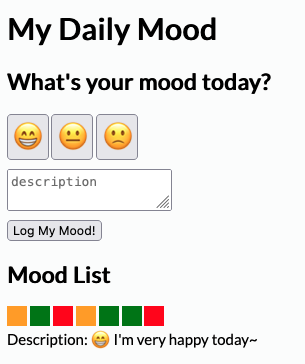 My Daily Mood
What's your mood today?
😁 😐 🙁
description
Log My Mood!
Mood List
Description: 😁 I'm very happy today~